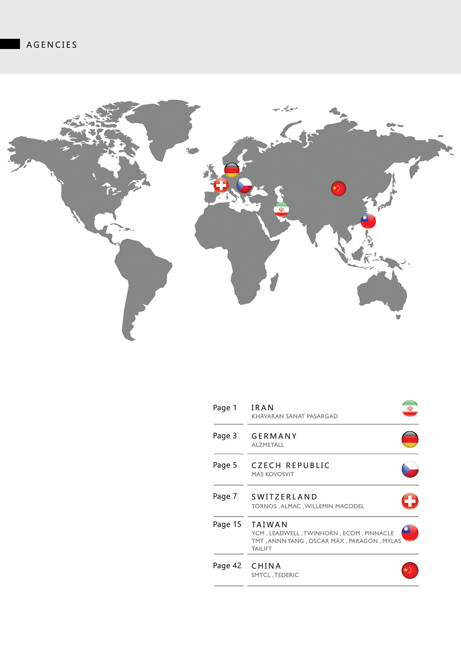 AGENCIES
Page 1 IRAN
KHAVARAN SANAT PASARGAD
Page 3 GERMANY
ALZMETALL
Page 5 CZECH REPUBLIC
MAS KOVOSVIT
Page 7 SWITZERLAND
TORNOS ,ALMAC ,WILLEMIN MACODEL
Page 15 TAIWAN
YCM , LEADWELL ,TWINHORN , ECOM , PINNACLE
TMT , ANNN YANG , OSCAR MAX , PARAGON , MYLAS
TAILIFT
Page 42 CHINA
SMTCL ,TEDERIC